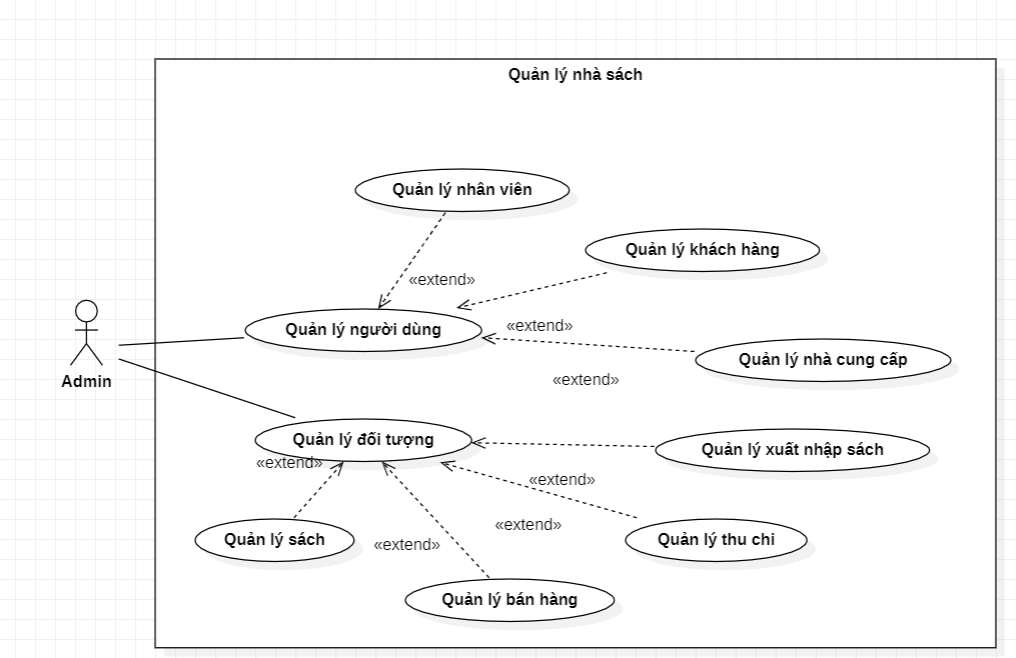 Quản lý nhà sách
Quản lý nhân viên
Quản lý khách hàng
«extend»
Quản lý người dùng
«extend»
Quản lý nhà cung cấp
«extend»
Admin
Quản lý đối tượng
Quản lý xuất nhập sách
«extend»
«extend»
«extend»
Quản lý sách
«extend»
Quản lý thu chi
Quản lý bán hàng